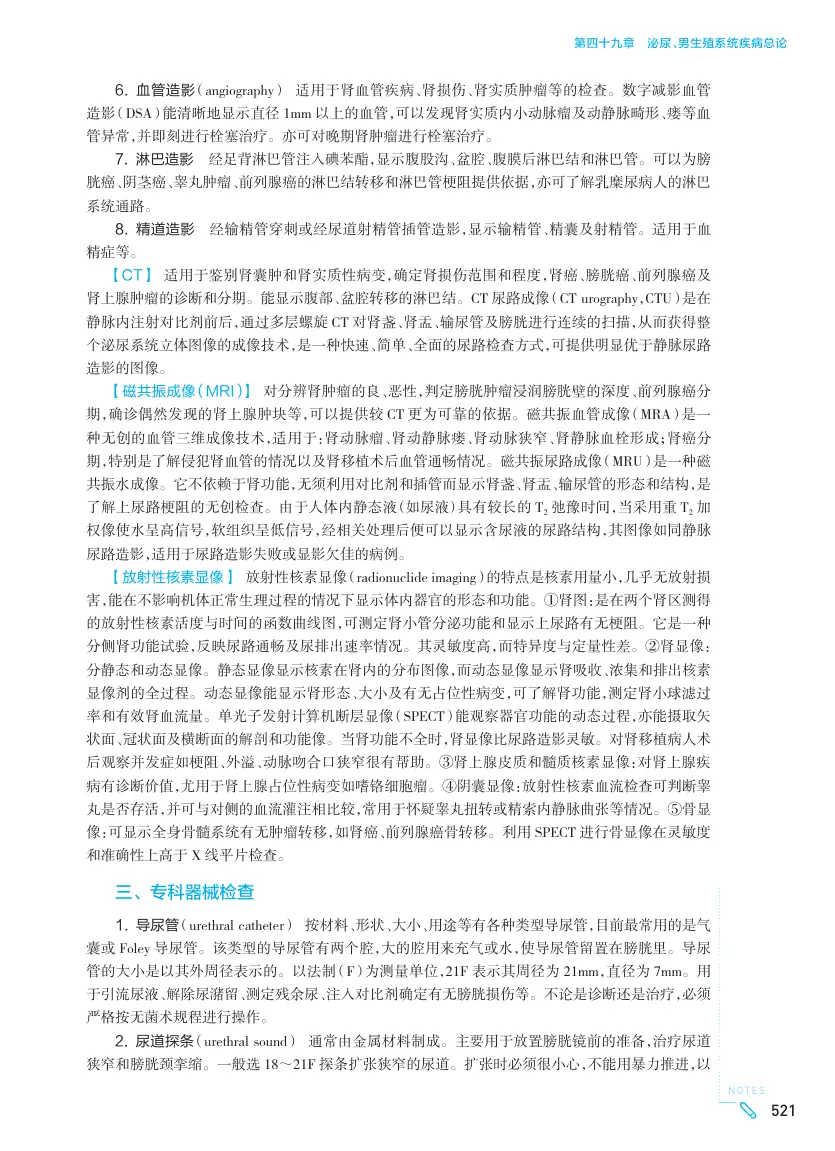 第四十九章　泌尿、男生殖系统疾病总论
6. 血管造影（angiography）　适用于肾血管疾病、肾损伤、肾实质肿瘤等的检查。数字减影血管
造影（DSA）能清晰地显示直径 1mm 以上的血管，可以发现肾实质内小动脉瘤及动静脉畸形、瘘等血
管异常，并即刻进行栓塞治疗。亦可对晚期肾肿瘤进行栓塞治疗。
7. 淋巴造影　经足背淋巴管注入碘苯酯，显示腹股沟、盆腔、腹膜后淋巴结和淋巴管。可以为膀
胱癌、阴茎癌、睾丸肿瘤、前列腺癌的淋巴结转移和淋巴管梗阻提供依据，亦可了解乳糜尿病人的淋巴
系统通路。
8. 精道造影　经输精管穿刺或经尿道射精管插管造影，显示输精管、精囊及射精管。适用于血
精症等。
【CT】 适用于鉴别肾囊肿和肾实质性病变，确定肾损伤范围和程度，肾癌、膀胱癌、前列腺癌及
肾上腺肿瘤的诊断和分期。能显示腹部、盆腔转移的淋巴结。CT 尿路成像（CT urography，CTU）是在
静脉内注射对比剂前后，通过多层螺旋 CT 对肾盏、肾盂、输尿管及膀胱进行连续的扫描，从而获得整
个泌尿系统立体图像的成像技术，是一种快速、简单、全面的尿路检查方式，可提供明显优于静脉尿路
造影的图像。
【磁共振成像（MRI）】 对分辨肾肿瘤的良、恶性，判定膀胱肿瘤浸润膀胱壁的深度、前列腺癌分
期，确诊偶然发现的肾上腺肿块等，可以提供较 CT 更为可靠的依据。磁共振血管成像（MRA）是一
种无创的血管三维成像技术，适用于：肾动脉瘤、肾动静脉瘘、肾动脉狭窄、肾静脉血栓形成；肾癌分
期，特别是了解侵犯肾血管的情况以及肾移植术后血管通畅情况。磁共振尿路成像（MRU）是一种磁
共振水成像。它不依赖于肾功能，无须利用对比剂和插管而显示肾盏、肾盂、输尿管的形态和结构，是
了解上尿路梗阻的无创检查。由于人体内静态液（如尿液）具有较长的 T₂ 弛豫时间，当采用重 T₂ 加
权像使水呈高信号，软组织呈低信号，经相关处理后便可以显示含尿液的尿路结构，其图像如同静脉
尿路造影，适用于尿路造影失败或显影欠佳的病例。
【放射性核素显像】 放射性核素显像（radionuclide imaging）的特点是核素用量小，几乎无放射损
害，能在不影响机体正常生理过程的情况下显示体内器官的形态和功能。①肾图：是在两个肾区测得
的放射性核素活度与时间的函数曲线图，可测定肾小管分泌功能和显示上尿路有无梗阻。它是一种
分侧肾功能试验，反映尿路通畅及尿排出速率情况。其灵敏度高，而特异度与定量性差。②肾显像：
分静态和动态显像。静态显像显示核素在肾内的分布图像，而动态显像显示肾吸收、浓集和排出核素
显像剂的全过程。动态显像能显示肾形态、大小及有无占位性病变，可了解肾功能，测定肾小球滤过
率和有效肾血流量。单光子发射计算机断层显像（SPECT）能观察器官功能的动态过程，亦能摄取矢
状面、冠状面及横断面的解剖和功能像。当肾功能不全时，肾显像比尿路造影灵敏。对肾移植病人术
后观察并发症如梗阻、外溢、动脉吻合口狭窄很有帮助。③肾上腺皮质和髓质核素显像：对肾上腺疾
病有诊断价值，尤用于肾上腺占位性病变如嗜铬细胞瘤。④阴囊显像：放射性核素血流检查可判断睾
丸是否存活，并可与对侧的血流灌注相比较，常用于怀疑睾丸扭转或精索内静脉曲张等情况。⑤骨显
像：可显示全身骨骼系统有无肿瘤转移，如肾癌、前列腺癌骨转移。利用 SPECT 进行骨显像在灵敏度
和准确性上高于 X 线平片检查。
三、专科器械检查
1. 导尿管（urethral catheter）　按材料、形状、大小、用途等有各种类型导尿管，目前最常用的是气
囊或 Foley 导尿管。该类型的导尿管有两个腔，大的腔用来充气或水，使导尿管留置在膀胱里。导尿
管的大小是以其外周径表示的。以法制（F）为测量单位，21F 表示其周径为 21mm，直径为 7mm。用
于引流尿液、解除尿潴留、测定残余尿、注入对比剂确定有无膀胱损伤等。不论是诊断还是治疗，必须
严格按无菌术规程进行操作。
2. 尿道探条（urethral sound）　通常由金属材料制成。主要用于放置膀胱镜前的准备，治疗尿道
狭窄和膀胱颈挛缩。一般选 18～21F 探条扩张狭窄的尿道。扩张时必须很小心，不能用暴力推进，以
NOTES
521